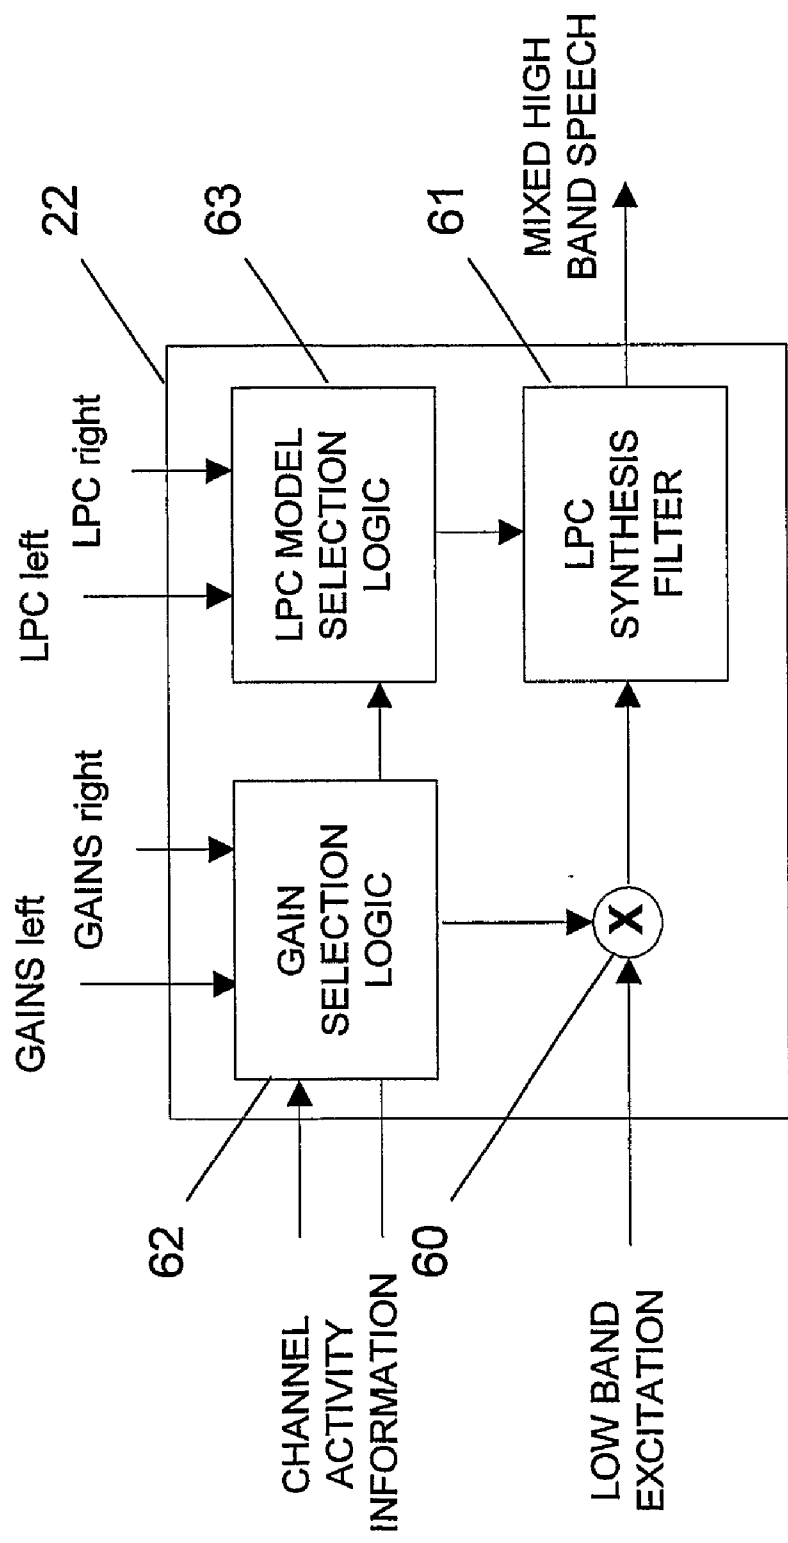 GAINS left
GAINS right
LPC left
LPC right
22
62
GAIN
SELECTION
LOGIC
LPC MODEL
SELECTION
LOGIC
63
CHANNEL
ACTIVITY
INFORMATION
60
X
LPC
SYNTHESIS
FILTER
61
MIXED HIGH
BAND SPEECH
LOW BAND
EXCITATION